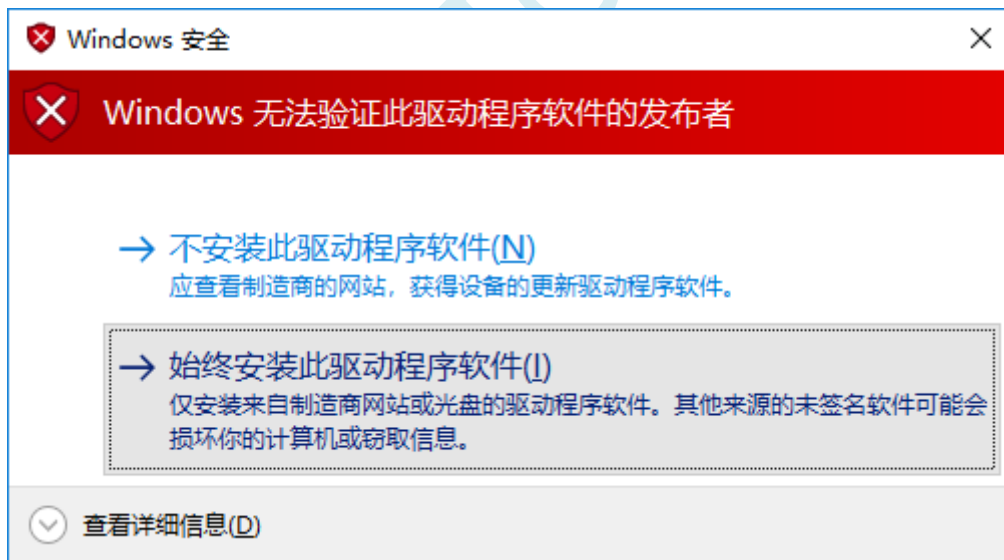 Windows 安全
Windows 无法验证此驱动程序软件的发布者
不安装此驱动程序软件(N)
应查看制造商的网站，获得设备的更新驱动程序软件。
始终安装此驱动程序软件(I)
仅安装来自制造商网站或光盘的驱动程序软件。其他来源的未签名软件可能会
损坏你的计算机或窃取信息。
查看详细信息(D)